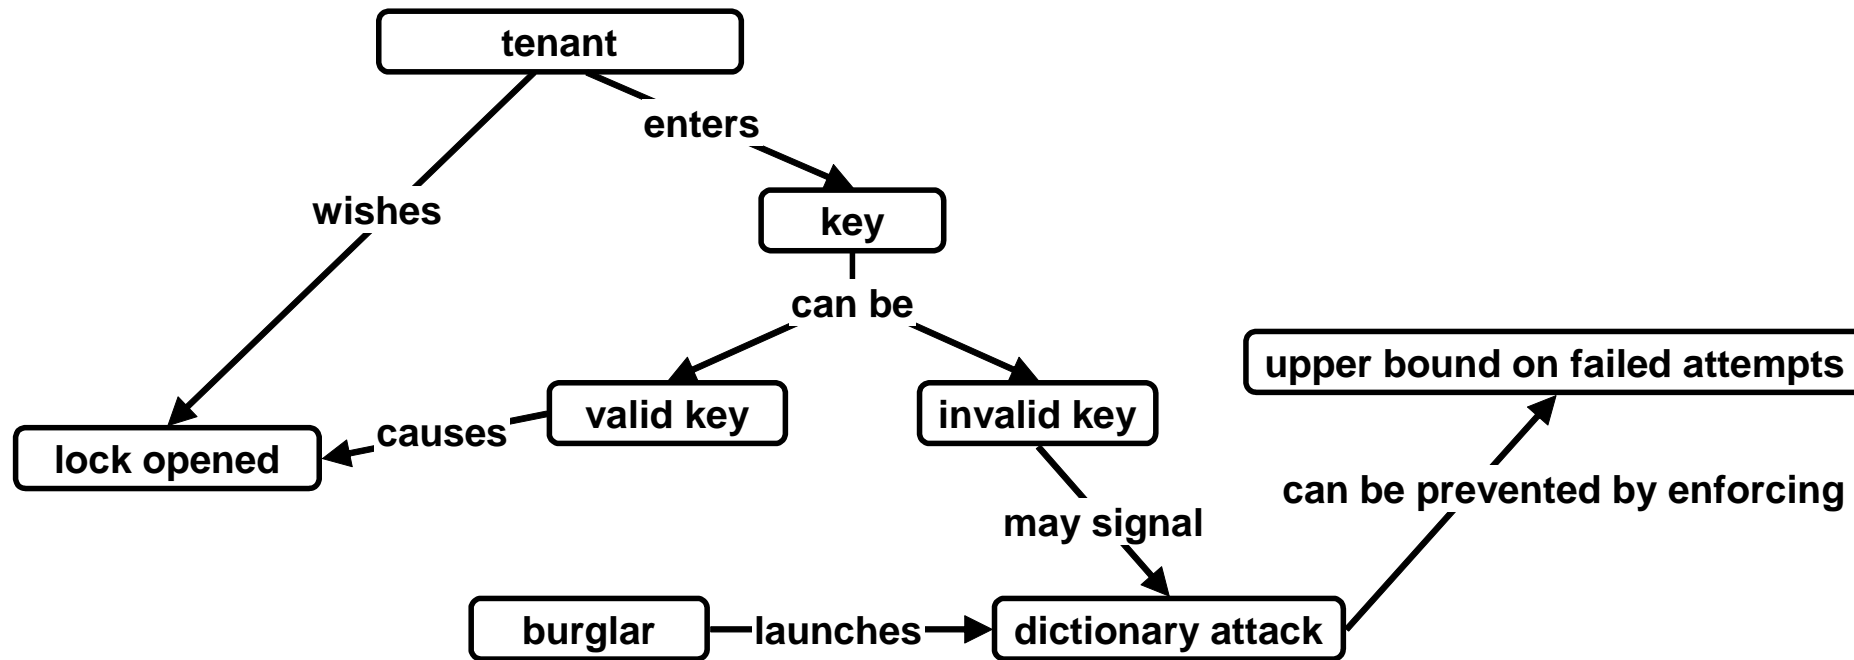 tenant
enters
wishes
key
can be
upper bound on failed attempts
valid key
invalid key
causes
lock opened
can be prevented by enforcing
may signal
burglar
launches
dictionary attack